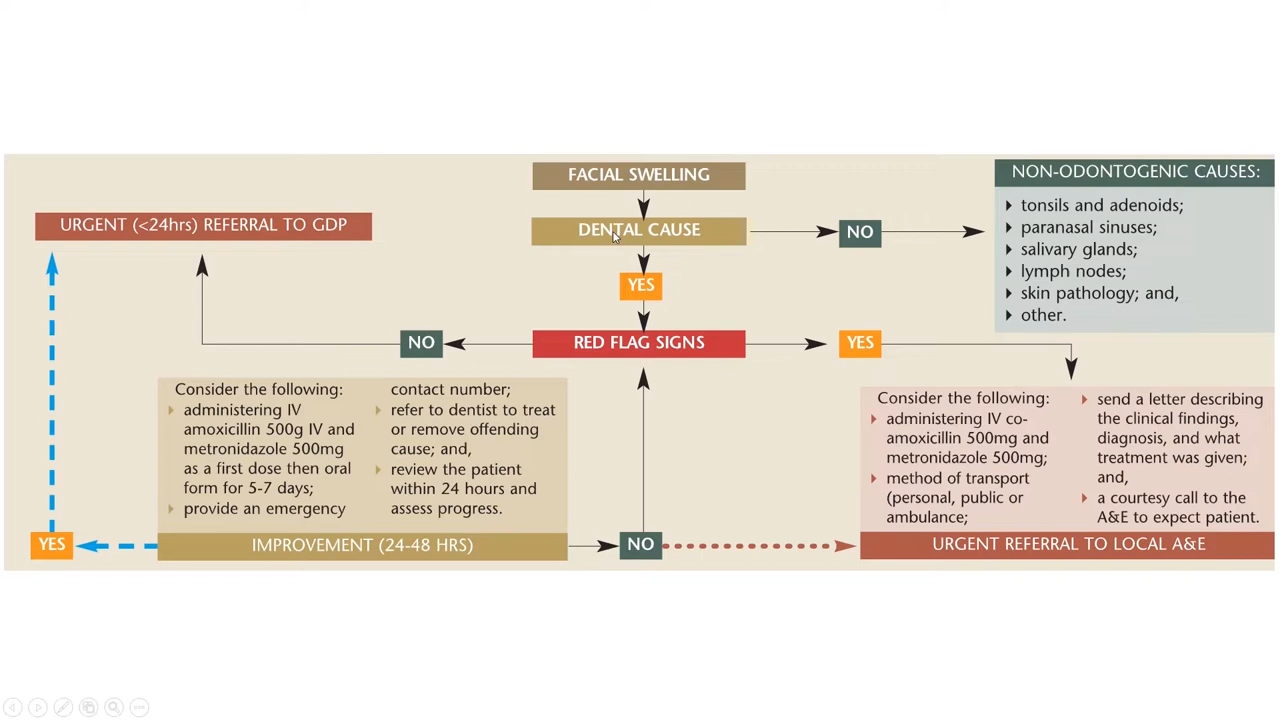 FACIAL SWELLING
DENTAL CAUSE
NO
NON-ODONTOGENIC CAUSES:
tonsils and adenoids;
paranasal sinuses;
salivary glands;
lymph nodes;
skin pathology; and,
other.
YES
RED FLAG SIGNS
NO
URGENT (<24hrs) REFERRAL TO GDP
YES
Consider the following:
administering IV
amoxicillin 500g IV and
metronidazole 500mg
as a first dose then oral
form for 5-7 days;
provide an emergency
contact number;
refer to dentist to treat
or remove offending
cause; and,
review the patient
within 24 hours and
assess progress.
IMPROVEMENT (24-48 HRS)
YES
NO
Consider the following:
administering IV co-
amoxicillin 500mg and
metronidazole 500mg;
method of transport
(personal, public or
ambulance;
send a letter describing
the clinical findings,
diagnosis, and what
treatment was given;
and,
a courtesy call to the
A&E to expect patient.
URGENT REFERRAL TO LOCAL A&E